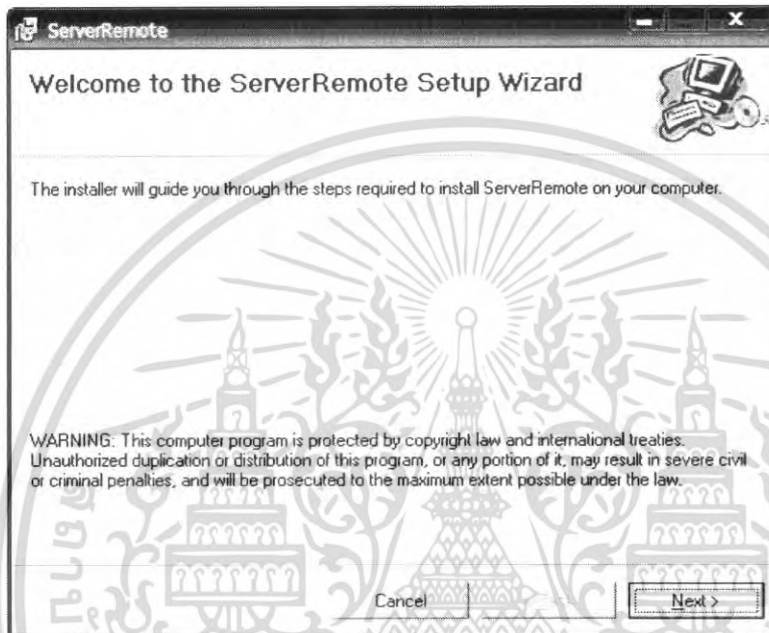 ServerRemote
Welcome to the ServerRemote Setup Wizard
The installer will guide you through the steps required to install ServerRemote on your computer.
WARNING: This computer program is protected by copyright law and international treaties.
Unauthorized duplication or distribution of this program, or any portion of it, may result in severe civil
or criminal penalties, and will be prosecuted to the maximum extent possible under the law.
Cancel
Next >